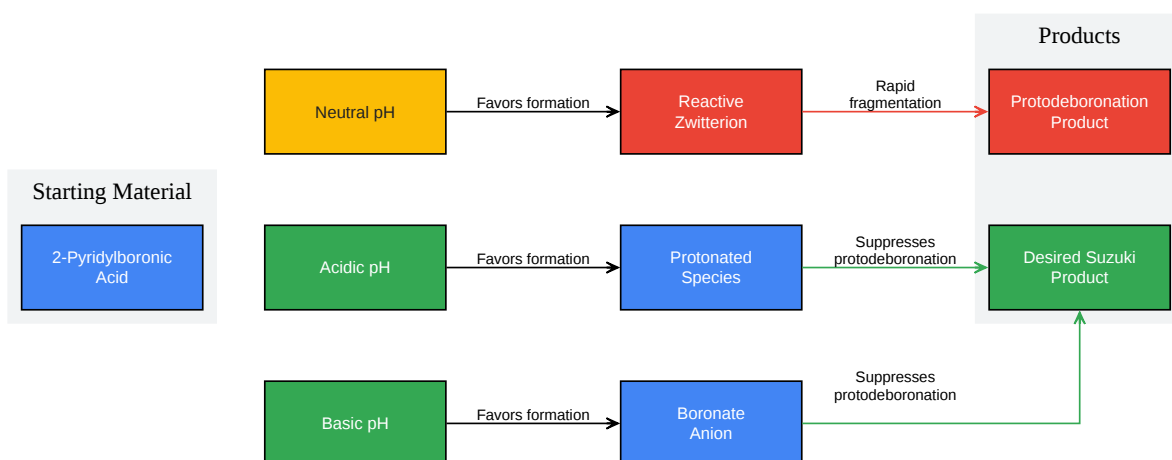 Products
Neutral pH
Favors formation
Reactive
Zwitterion
Rapid
fragmentation
Protodeboronation
Product
Starting Material
2-Pyridylboronic
Acid
Acidic pH
Favors formation
Protonated
Species
Suppresses
protodeboronation
Desired Suzuki
Product
Basic pH
Favors formation
Boronate
Anion
Suppresses
protodeboronation